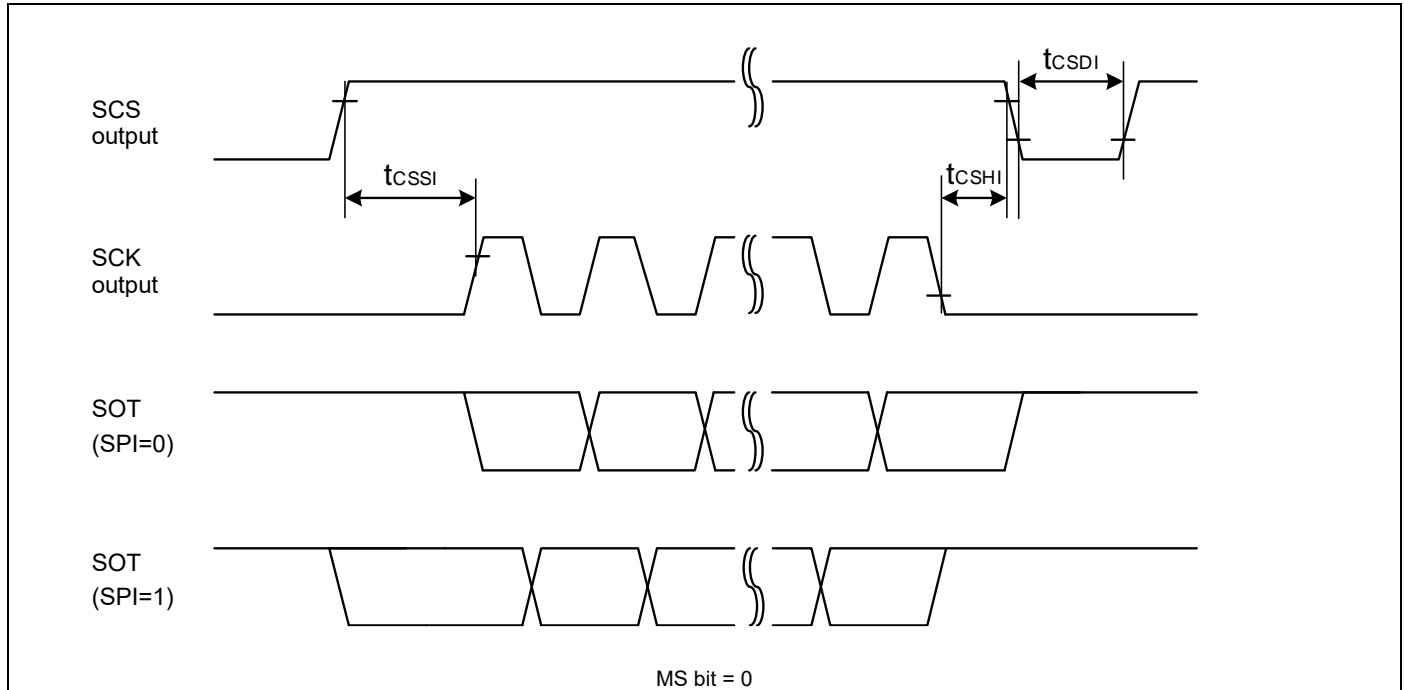 tCSDI
SCS
output
tCSSI
tCSHI
SCK
output
SOT
(SPI=0)
SOT
(SPI=1)
MS bit = 0